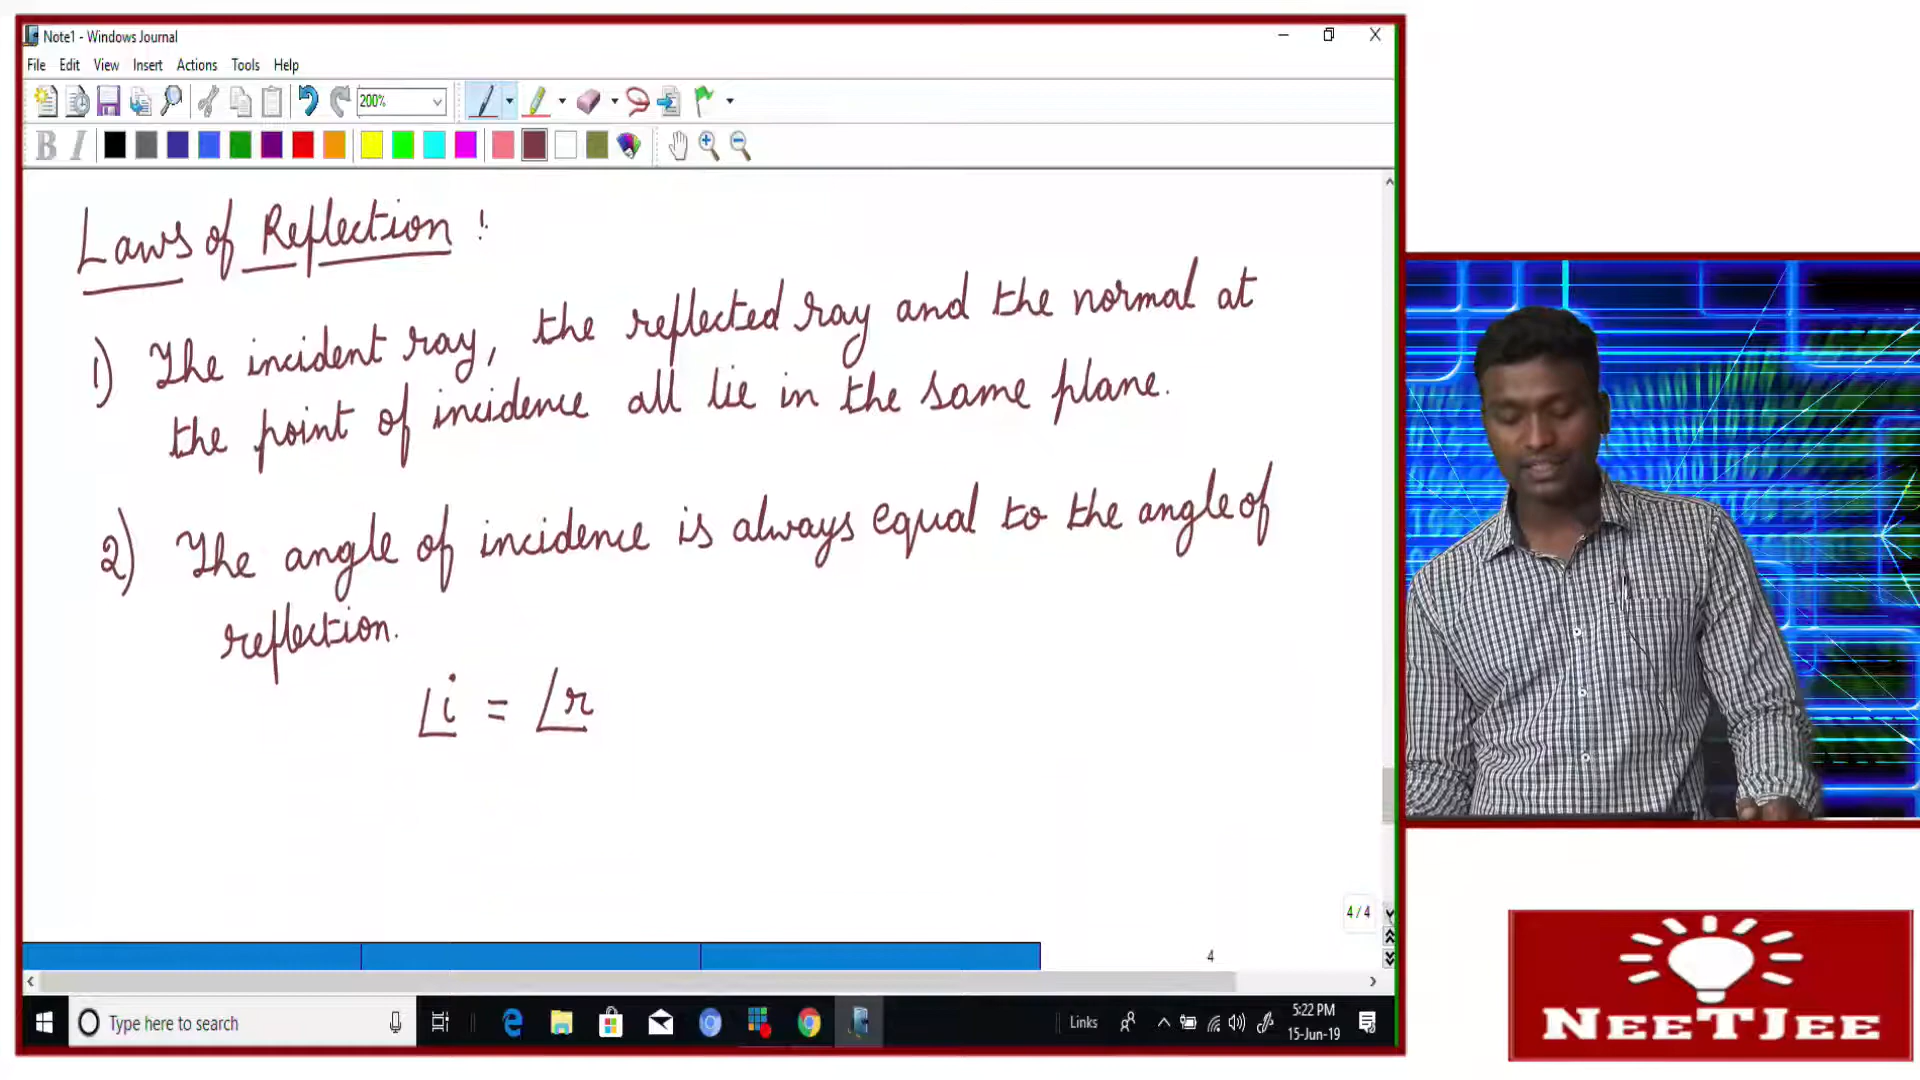 Note1 - Windows Journal
File Edit View Insert Actions Tools Help
200%
B I
Laws of Reflection :
1) The incident ray, the reflected ray and the normal at
the point of incidence all lie in the same plane.
2) The angle of incidence is always equal to the angle of
reflection.
∠i = ∠r
4 / 4
4
Type here to search
Links
5:22 PM
15-Jun-19
NEETJEE